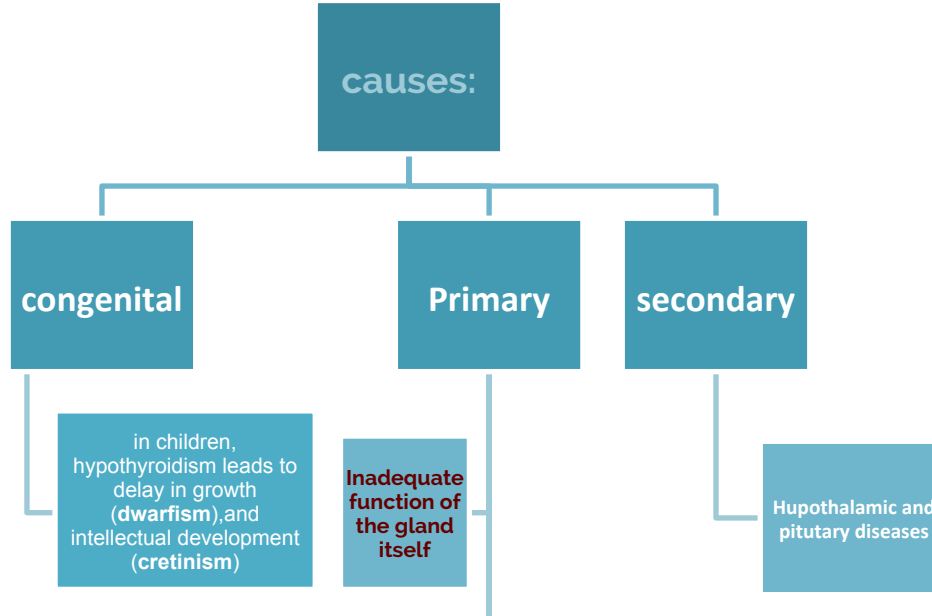 causes:
congenital
Primary
secondary
in children,
hypothyroidism leads to
delay in growth
(dwarfism),and
intellectual development
(cretinism)
Inadequate
function of
the gland
itself
Hupothalamic and
pitutary diseases